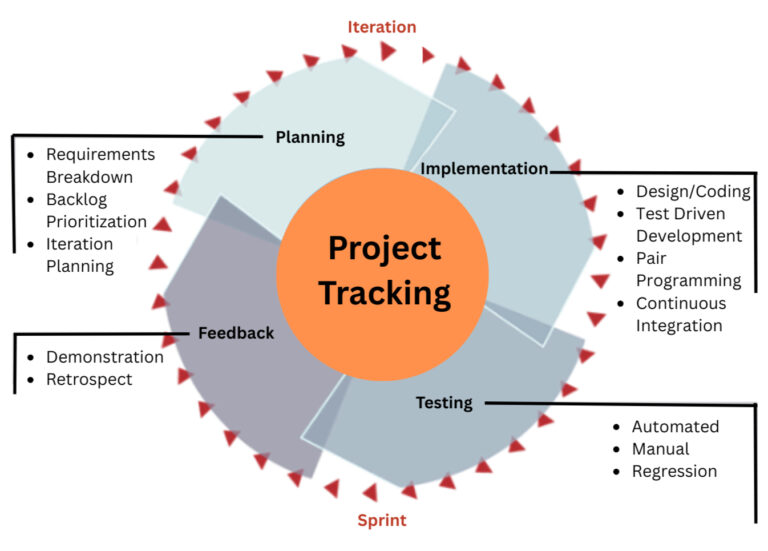 Iteration
Planning
Requirements
Breakdown
Backlog
Prioritization
Iteration
Planning
Implementation
Design/Coding
Test Driven
Development
Pair
Programming
Continuous
Integration
Project
Tracking
Feedback
Demonstration
Retrospect
Testing
Automated
Manual
Regression
Sprint